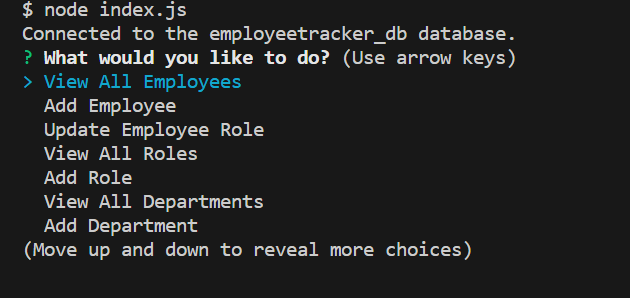 $ node index.js
Connected to the employeetracker_db database.
? What would you like to do? (Use arrow keys)
> View All Employees
Add Employee
Update Employee Role
View All Roles
Add Role
View All Departments
Add Department
(Move up and down to reveal more choices)